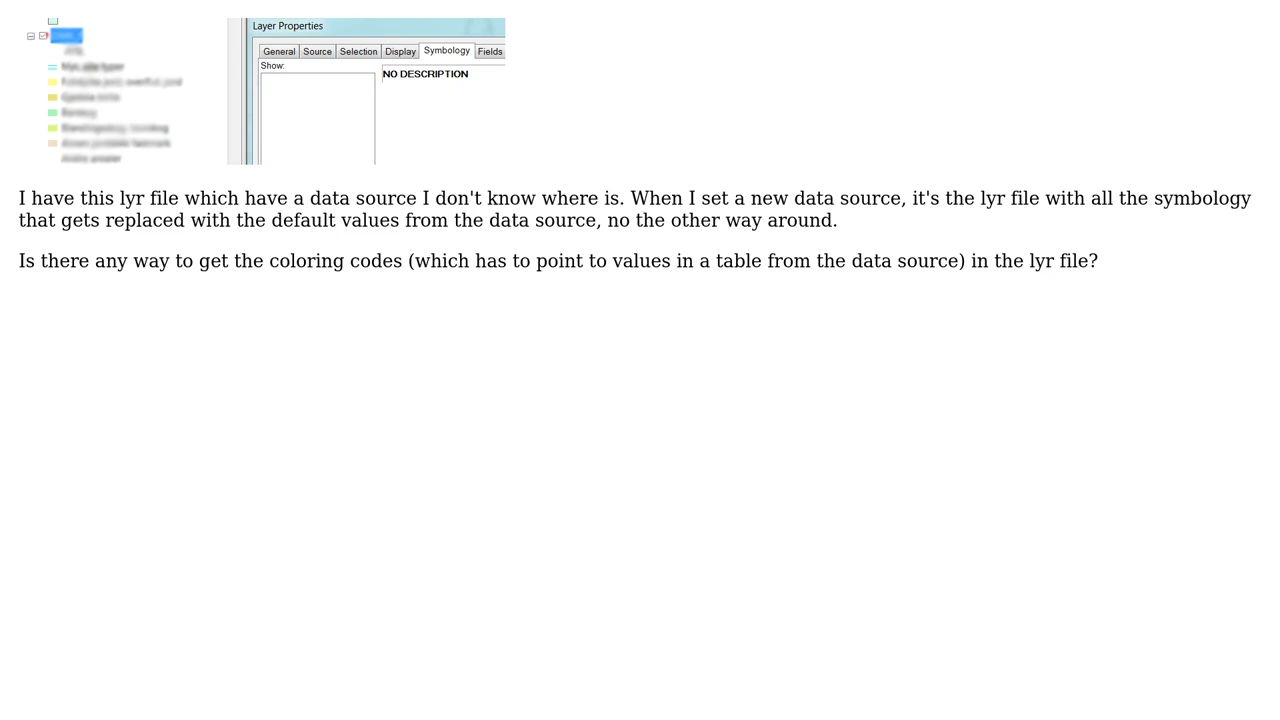 Layer Properties
General Source Selection Display Symbology Fields
Show:
NO DESCRIPTION
I have this lyr file which have a data source I don't know where is. When I set a new data source, it's the lyr file with all the symbology
that gets replaced with the default values from the data source, no the other way around.
Is there any way to get the coloring codes (which has to point to values in a table from the data source) in the lyr file?